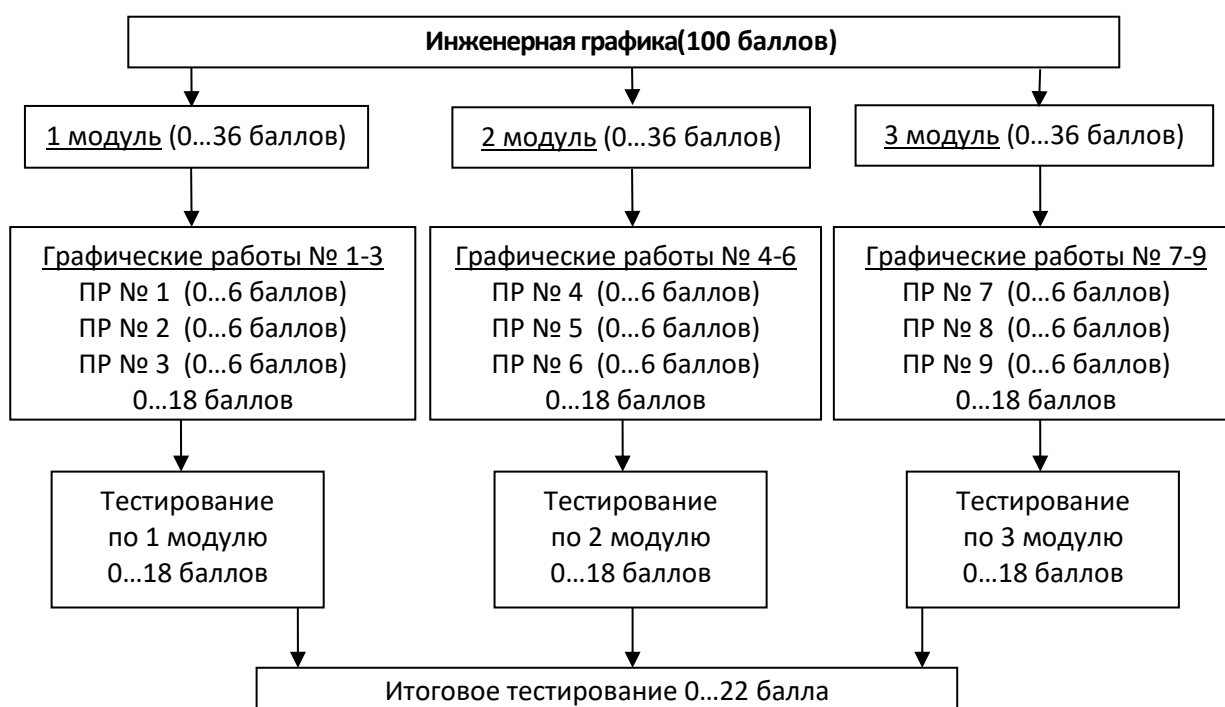 Инженерная графика(100 баллов)
1 модуль (0...36 баллов)
2 модуль (0...36 баллов)
3 модуль (0...36 баллов)
Графические работы № 1-3
ПР № 1 (0...6 баллов)
ПР № 2 (0...6 баллов)
ПР № 3 (0...6 баллов)
0...18 баллов
Графические работы № 4-6
ПР № 4 (0...6 баллов)
ПР № 5 (0...6 баллов)
ПР № 6 (0...6 баллов)
0...18 баллов
Графические работы № 7-9
ПР № 7 (0...6 баллов)
ПР № 8 (0...6 баллов)
ПР № 9 (0...6 баллов)
0...18 баллов
Тестирование
по 1 модулю
0...18 баллов
Тестирование
по 2 модулю
0...18 баллов
Тестирование
по 3 модулю
0...18 баллов
Итоговое тестирование 0...22 балла